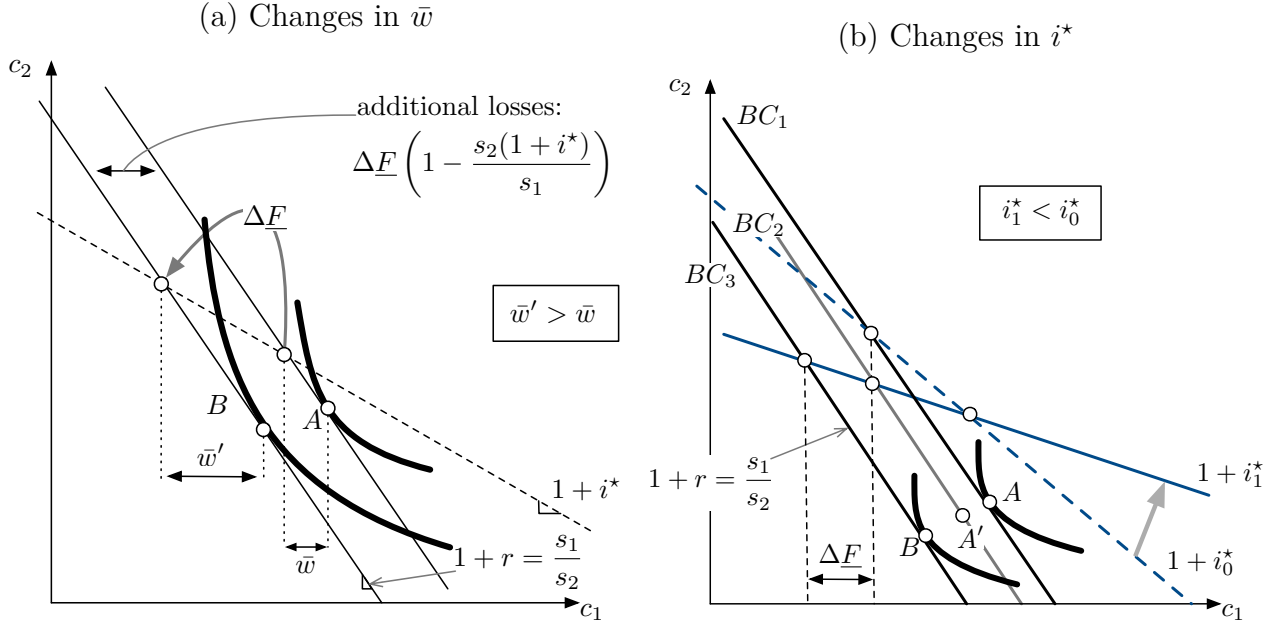 (a) Changes in w̄
c₂
additional losses:
ΔF̲ (1 − s₂(1 + i⋆)/s₁)
ΔF̲
w̄′ > w̄
B
A
w̄′
w̄
1 + i⋆
1 + r = s₁/s₂
c₁
(b) Changes in i⋆
c₂
BC₁
i⋆₁ < i⋆₀
BC₂
BC₃
1 + r = s₁/s₂
1 + i⋆₁
A
B
A′
ΔF̲
1 + i⋆₀
c₁